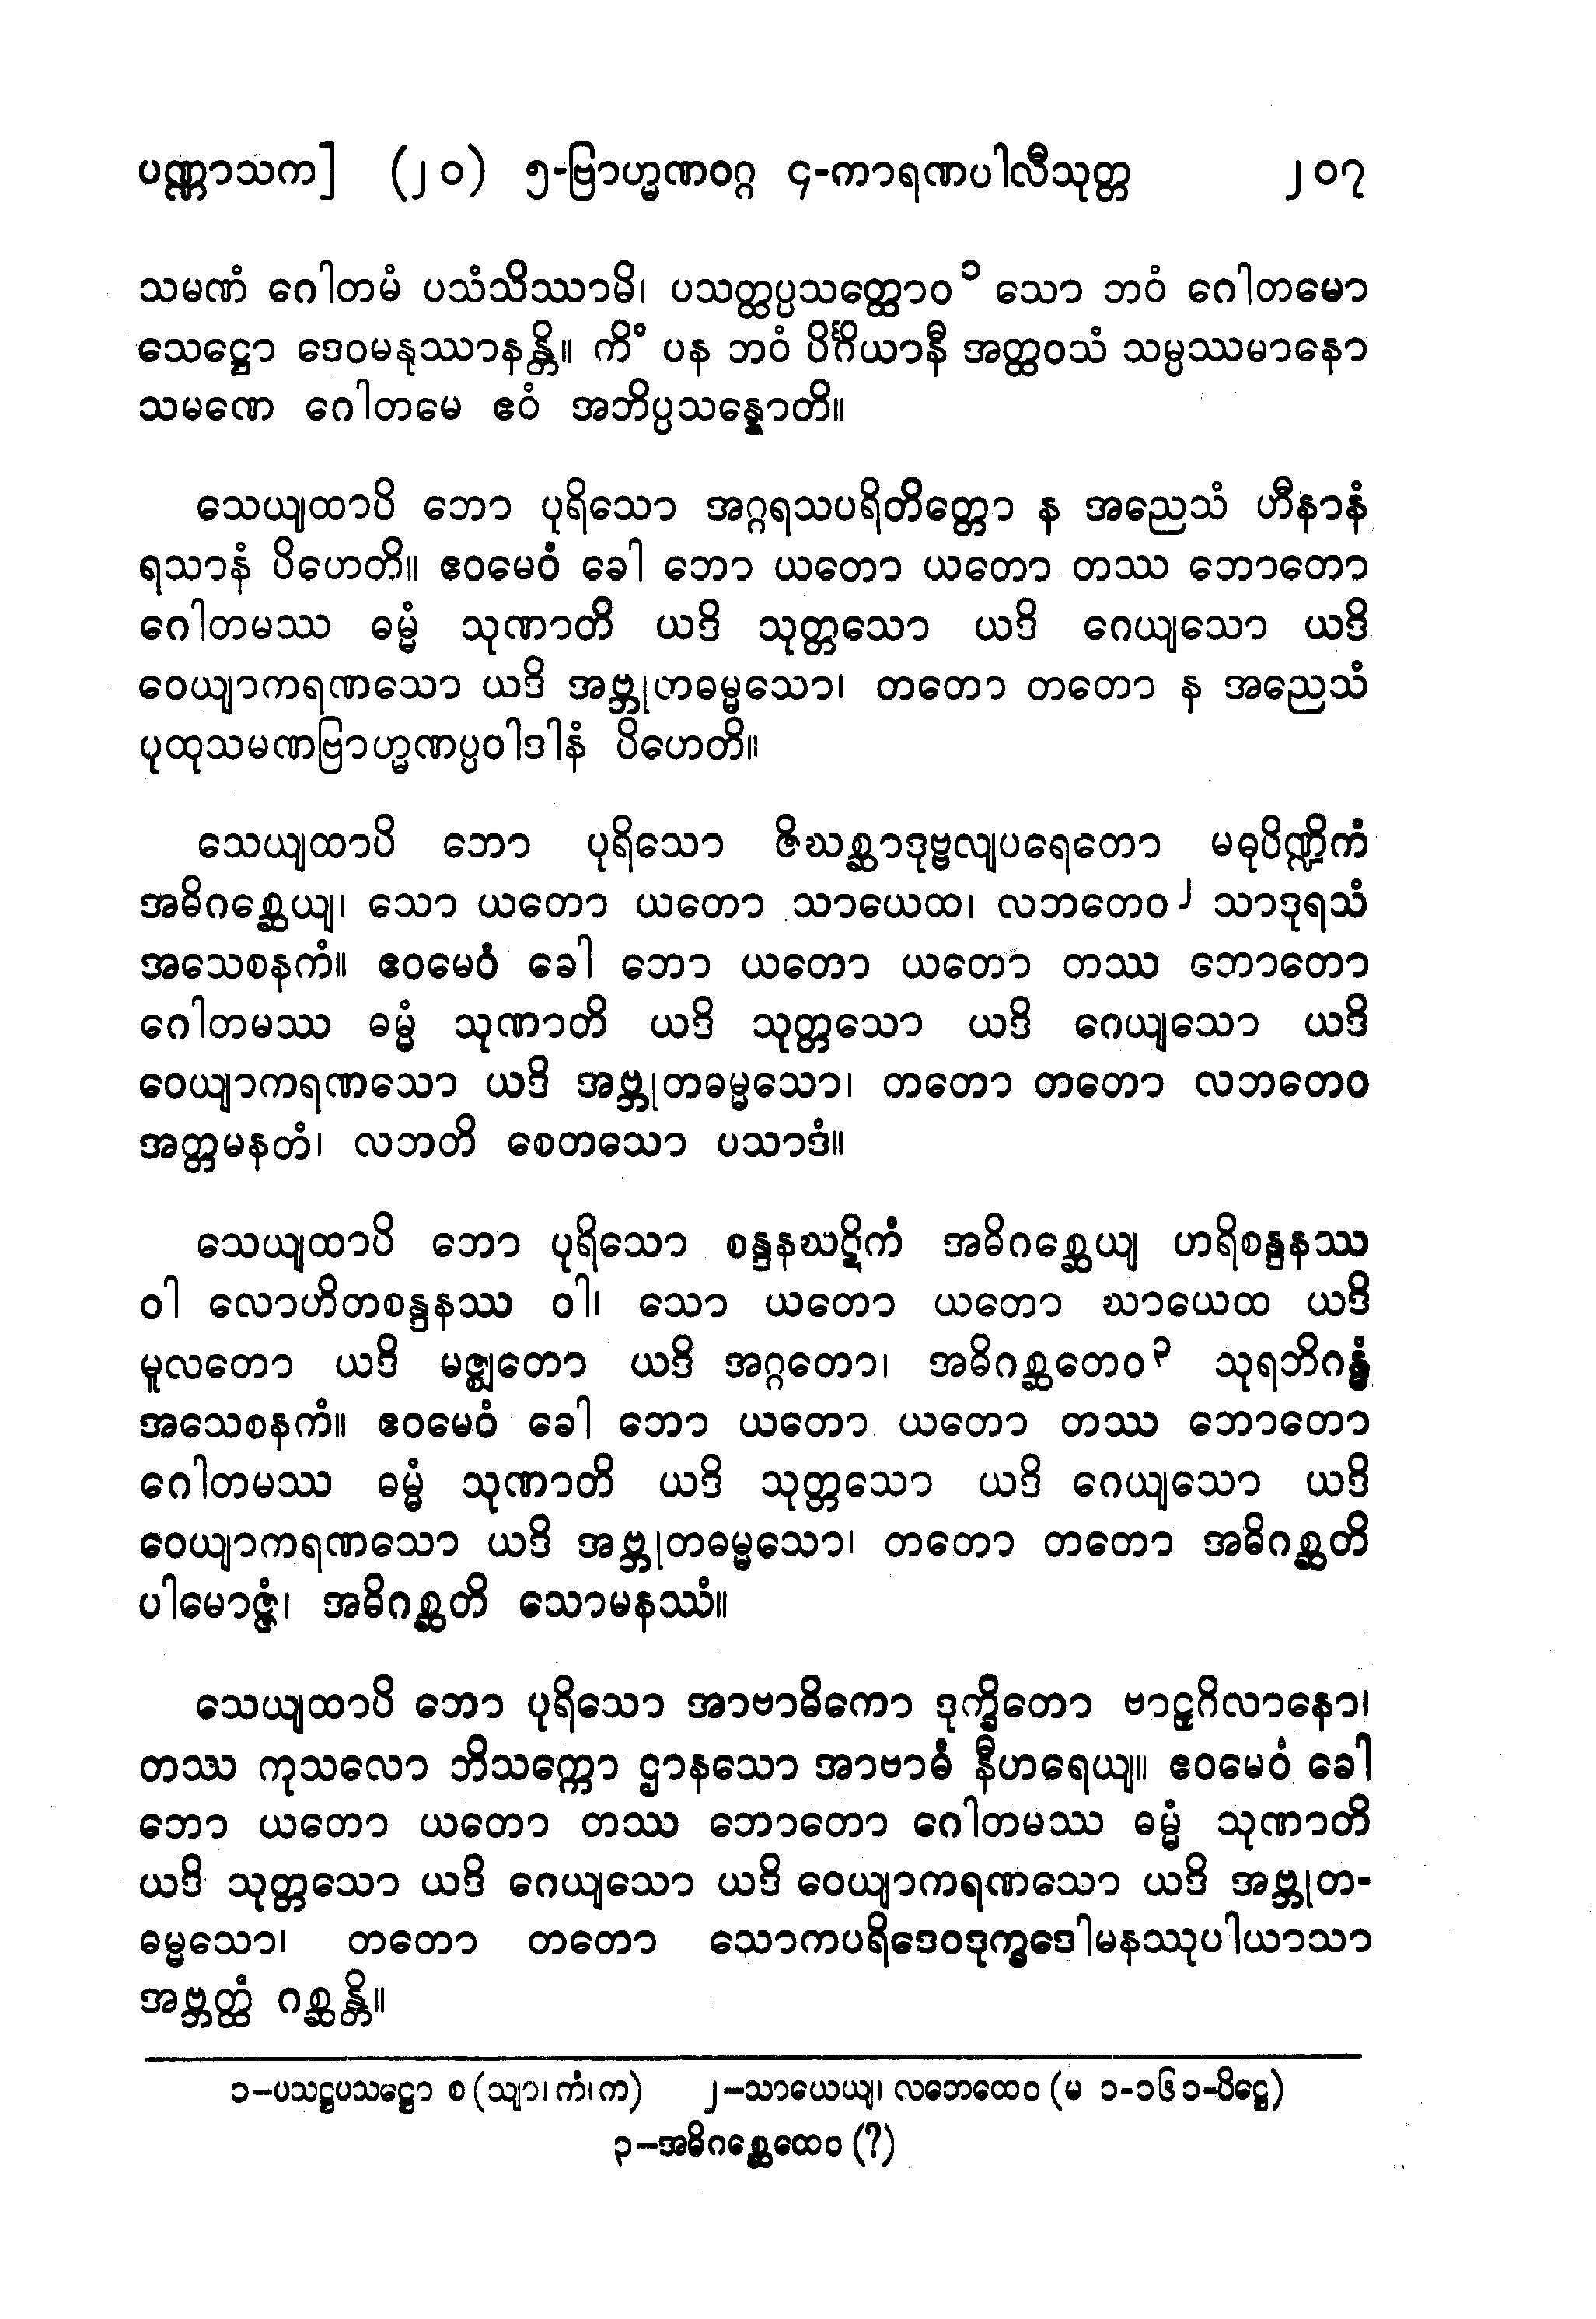 ပဏ္ဏာသက] (၂၀) ၅-ဗြာဟ္မဏဝဂ္ဂ ၄-ကာရဏပါလီသုတ္တ ၂၀၇
သမဏံ ဂေါတမံ ပသံသိဿာမိ၊ ပသတ္ထပ္ပသတ္ထောဝ၁ သော ဘဝံ ဂေါတမော
သေဋ္ဌော ဒေဝမနုဿာနန္တိ။ ကိံ ပန ဘဝံ ပိင်္ဂိယာနီ အတ္ထဝသံ သမ္ပဿမာနော
သမဏေ ဂေါတမေ ဧဝံ အဘိပ္ပသန္နောတိ။
သေယျထာပိ ဘော ပုရိသော အဂ္ဂရသပရိတိတ္တော န အညေသံ ဟီနာနံ
ရသာနံ ပိဟေတိ။ ဧဝမေဝံ ခေါ ဘော ယတော ယတော တဿ ဘောတော
ဂေါတမဿ ဓမ္မံ သုဏာတိ ယဒိ သုတ္တသော ယဒိ ဂေယျသော ယဒိ
ဝေယျာကရဏသော ယဒိ အဗ္ဘုတဓမ္မသော၊ တတော တတော န အညေသံ
ပုထုသမဏဗြာဟ္မဏပ္ပဝါဒါနံ ပိဟေတိ။
သေယျထာပိ ဘော ပုရိသော ဇိဃစ္ဆာဒုဗ္ဗလျပရေတော မဓုပိဏ္ဍိကံ
အဓိဂစ္ဆေယျ၊ သော ယတော ယတော သာယေထ၊ လဘတေဝ၂ သာဒုရသံ
အသေစနကံ။ ဧဝမေဝံ ခေါ ဘော ယတော ယတော တဿ ဘောတော
ဂေါတမဿ ဓမ္မံ သုဏာတိ ယဒိ သုတ္တသော ယဒိ ဂေယျသော ယဒိ
ဝေယျာကရဏသော ယဒိ အဗ္ဘုတဓမ္မသော၊ တတော တတော လဘတေဝ
အတ္တမနတံ၊ လဘတိ စေတသော ပသာဒံ။
သေယျထာပိ ဘော ပုရိသော စန္ဒနဃဋိကံ အဓိဂစ္ဆေယျ ဟရိစန္ဒနဿ
ဝါ လောဟိတစန္ဒနဿ ဝါ၊ သော ယတော ယတော ဃာယေထ ယဒိ
မူလတော ယဒိ မဇ္ဈတော ယဒိ အဂ္ဂတော၊ အဓိဂစ္ဆတေဝ၃ သုရဘိဂန္ဓံ
အသေစနကံ။ ဧဝမေဝံ ခေါ ဘော ယတော ယတော တဿ ဘောတော
ဂေါတမဿ ဓမ္မံ သုဏာတိ ယဒိ သုတ္တသော ယဒိ ဂေယျသော ယဒိ
ဝေယျာကရဏသော ယဒိ အဗ္ဘုတဓမ္မသော၊ တတော တတော အဓိဂစ္ဆတိ
ပါမောဇ္ဇံ၊ အဓိဂစ္ဆတိ သောမနဿံ။
သေယျထာပိ ဘော ပုရိသော အာဗာဓိကော ဒုက္ခိတော ဗာဠှဂိလာနော၊
တဿ ကုသလော ဘိသက္ကော ဌာနသော အာဗာဓံ နီဟရေယျ။ ဧဝမေဝံ ခေါ
ဘော ယတော ယတော တဿ ဘောတော ဂေါတမဿ ဓမ္မံ သုဏာတိ
ယဒိ သုတ္တသော ယဒိ ဂေယျသော ယဒိ ဝေယျာကရဏသော ယဒိ အဗ္ဘုတ-
ဓမ္မသော၊ တတော တတော သောကပရိဒေဝဒုက္ခဒေါမနဿုပါယာသာ
အဗ္ဘတ္ထံ ဂစ္ဆန္တိ။
၁–ပသဋ္ဌပသဋ္ဌော စ (သျာ၊ ကံ၊ က) ၂–သာယေယျ၊ လဘေထေဝ (မ ၁-၁၆၁-ပိဋ္ဌေ)
၃–အဓိဂစ္ဆေထေဝ (?)